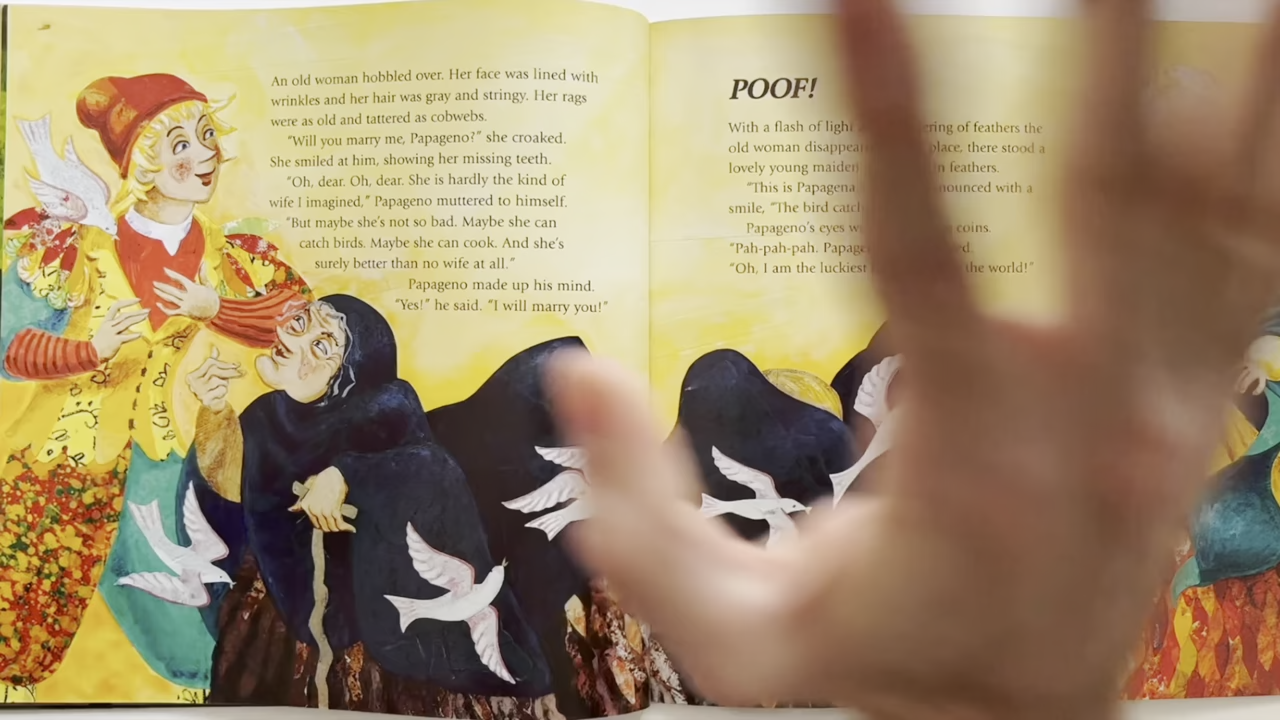 An old woman hobbled over. Her face was lined with
wrinkles and her hair was gray and stringy. Her rags
were as old and tattered as cobwebs.
"Will you marry me, Papageno?" she croaked.
She smiled at him, showing her missing teeth.
"Oh, dear. Oh, dear. She is hardly the kind of
wife I imagined," Papageno muttered to himself.
"But maybe she's not so bad. Maybe she can
catch birds. Maybe she can cook. And she's
surely better than no wife at all."
Papageno made up his mind.
"Yes!" he said. "I will marry you!"
POOF!
With a flash of light of feathers the
old woman place, there stood a
lovely young maiden in feathers.
"This is Papagena with a
smile, "The bird
Papageno's eyes coins.
"Pah-pah-pah.
"Oh, I am the luckiest the world!"